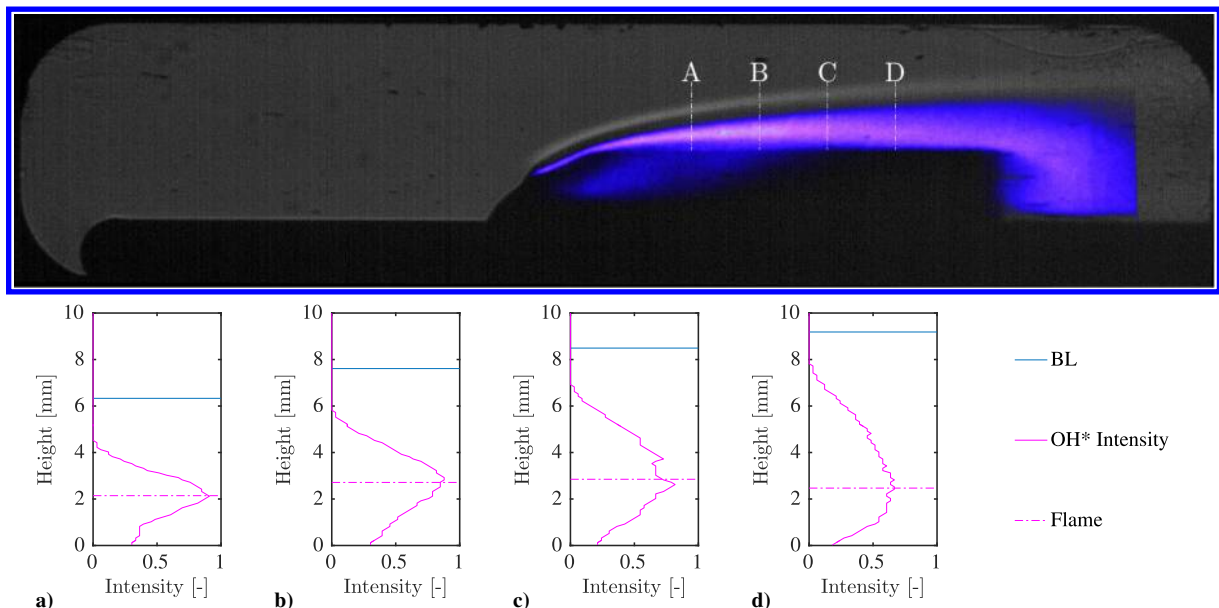 A B C D
10
8
6
4
2
0
Height [mm]
0 0.5 1
Intensity [-]
a)
10
8
6
4
2
0
Height [mm]
0 0.5 1
Intensity [-]
b)
10
8
6
4
2
0
Height [mm]
0 0.5 1
Intensity [-]
c)
10
8
6
4
2
0
Height [mm]
0 0.5 1
Intensity [-]
d)
BL
OH* Intensity
Flame